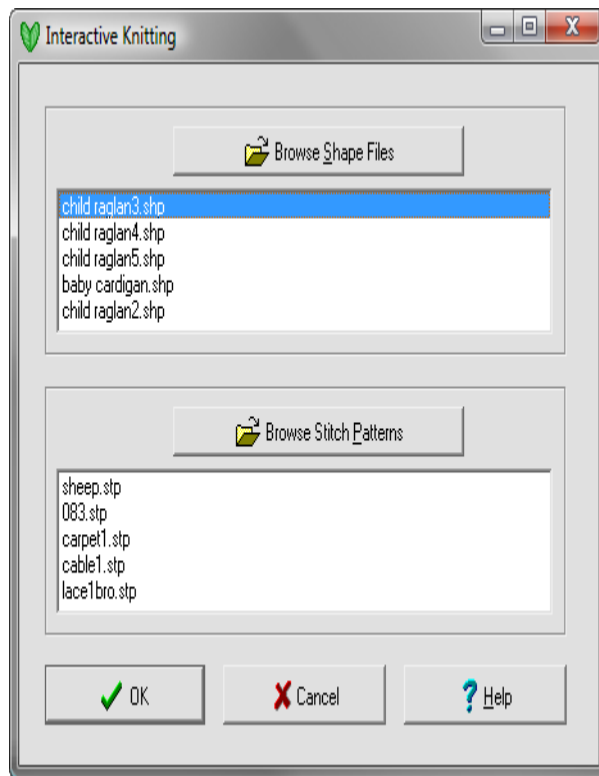 Interactive Knitting
Browse Shape Files
child raglan3.shp
child raglan4.shp
child raglan5.shp
baby cardigan.shp
child raglan2.shp
Browse Stitch Patterns
sheep.stp
083.stp
carpet1.stp
cable1.stp
lace1bro.stp
OK Cancel Help